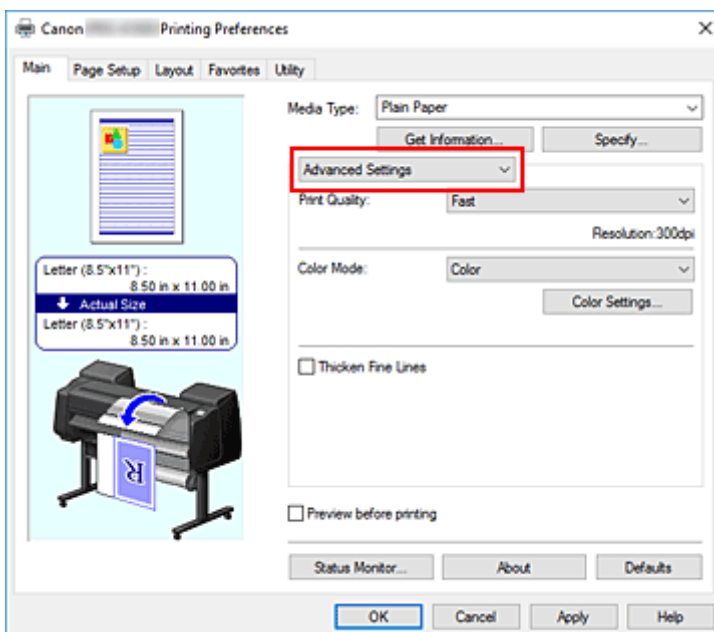 Canon Printing Preferences
Main Page Setup Layout Favorites Utility
Media Type: Plain Paper
Get Information... Specify...
Advanced Settings
Print Quality: Fast
Resolution:300dpi
Letter (8.5"x11") :
8.50 in x 11.00 in
Actual Size
Letter (8.5"x11") :
8.50 in x 11.00 in
Color Mode: Color
Color Settings...
Thicken Fine Lines
R
Preview before printing
Status Monitor... About Defaults
OK Cancel Apply Help